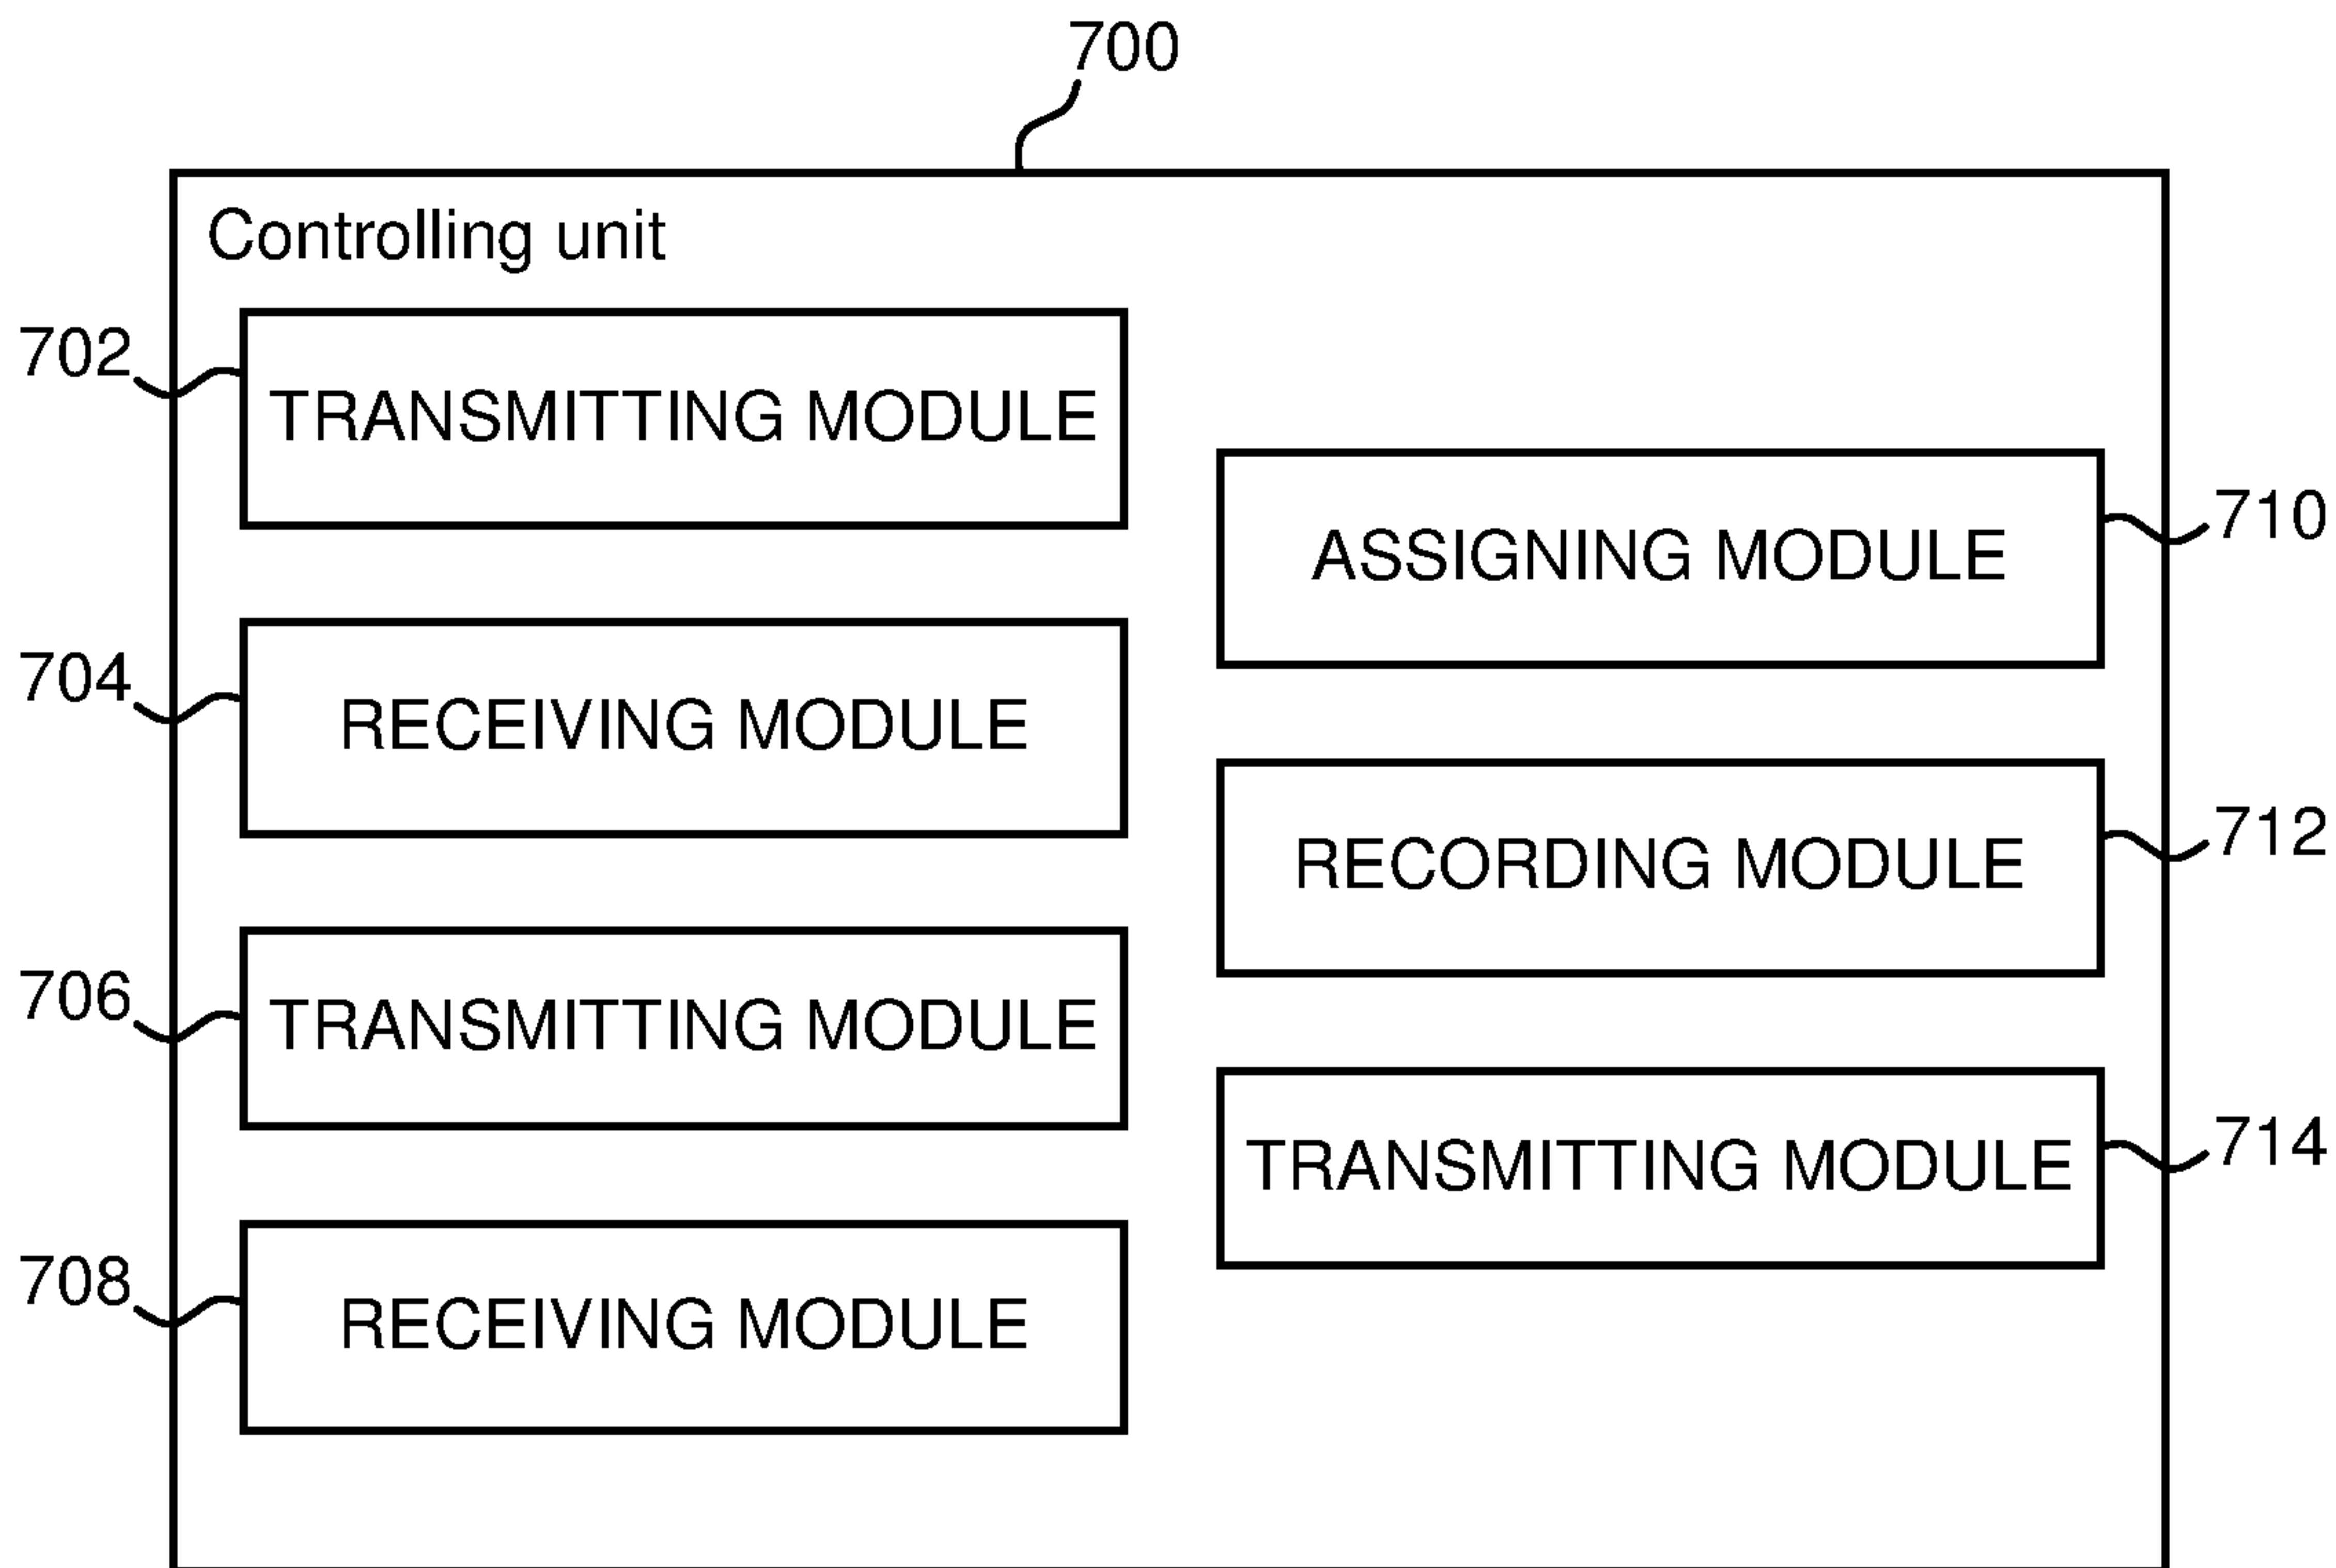 700
Controlling unit
702
TRANSMITTING MODULE
704
RECEIVING MODULE
706
TRANSMITTING MODULE
708
RECEIVING MODULE
ASSIGNING MODULE
710
RECORDING MODULE
712
TRANSMITTING MODULE
714